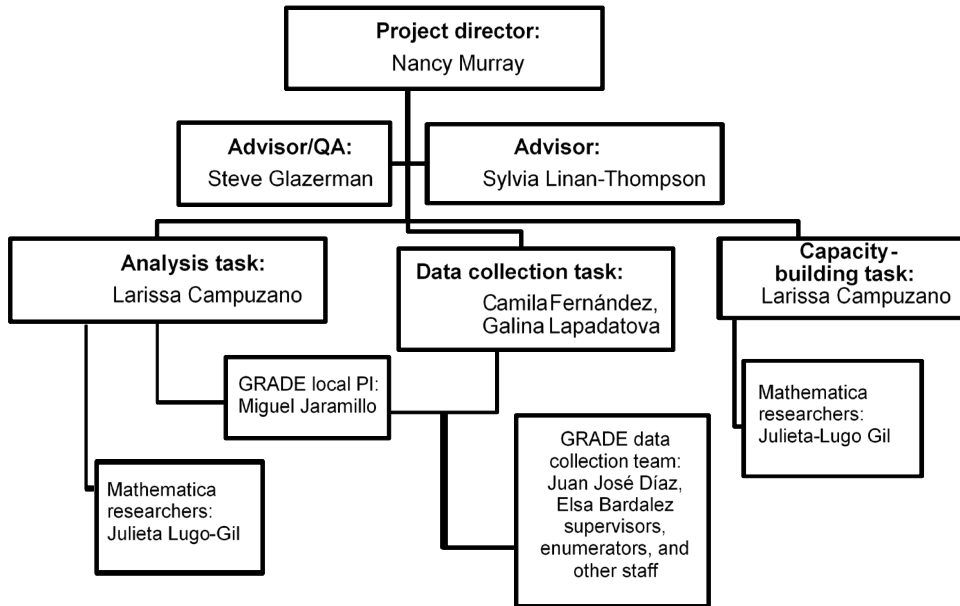 Project director:
Nancy Murray
Advisor/QA:
Steve Glazerman
Advisor:
Sylvia Linan-Thompson
Analysis task:
Larissa Campuzano
Data collection task:
Camila Fernández,
Galina Lapadatova
Capacity-
building task:
Larissa Campuzano
GRADE local PI:
Miguel Jaramillo
Mathematica
researchers:
Julieta-Lugo Gil
GRADE data
collection team:
Juan José Díaz,
Elsa Bardalez
supervisors,
enumerators, and
other staff
Mathematica
researchers:
Julieta Lugo-Gil